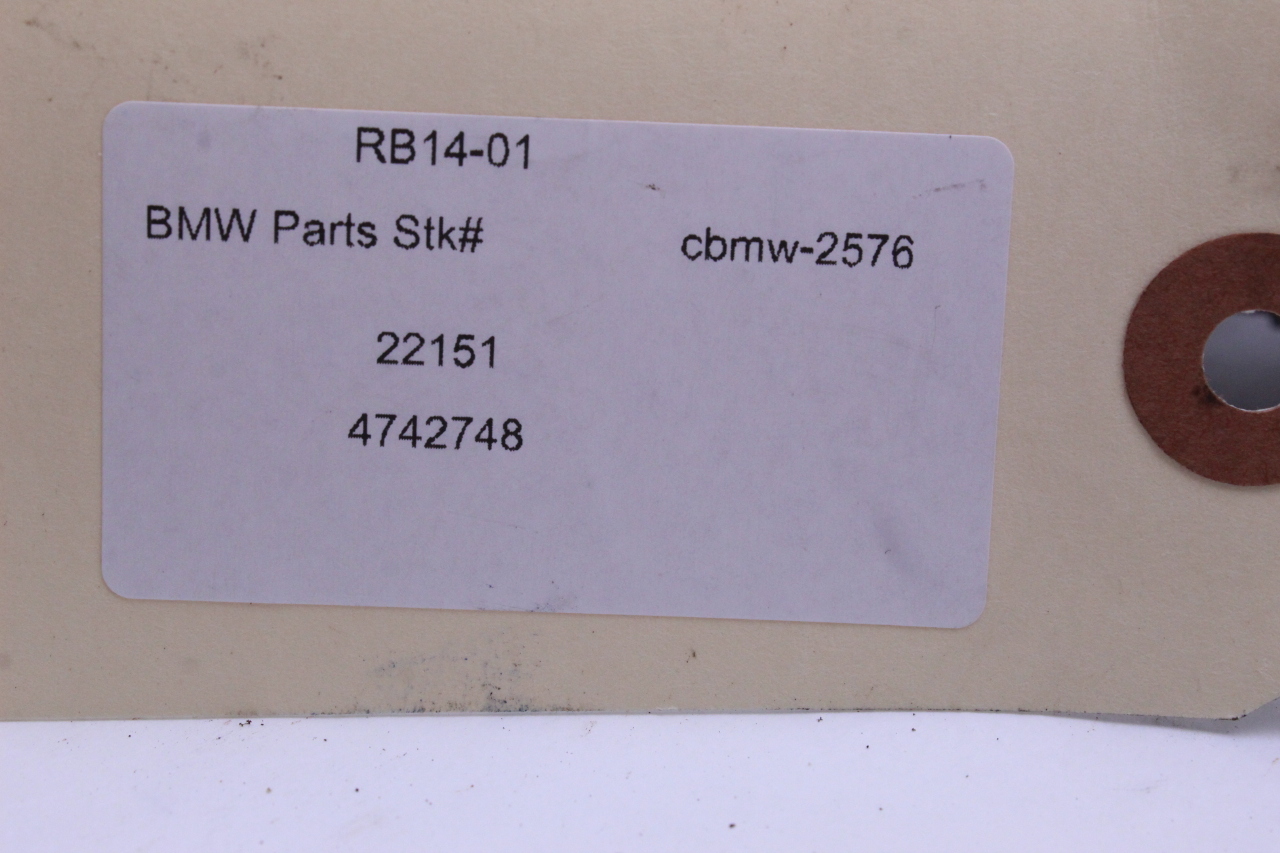 RB14-01
BMW Parts Stk# cbmw-2576
22151
4742748